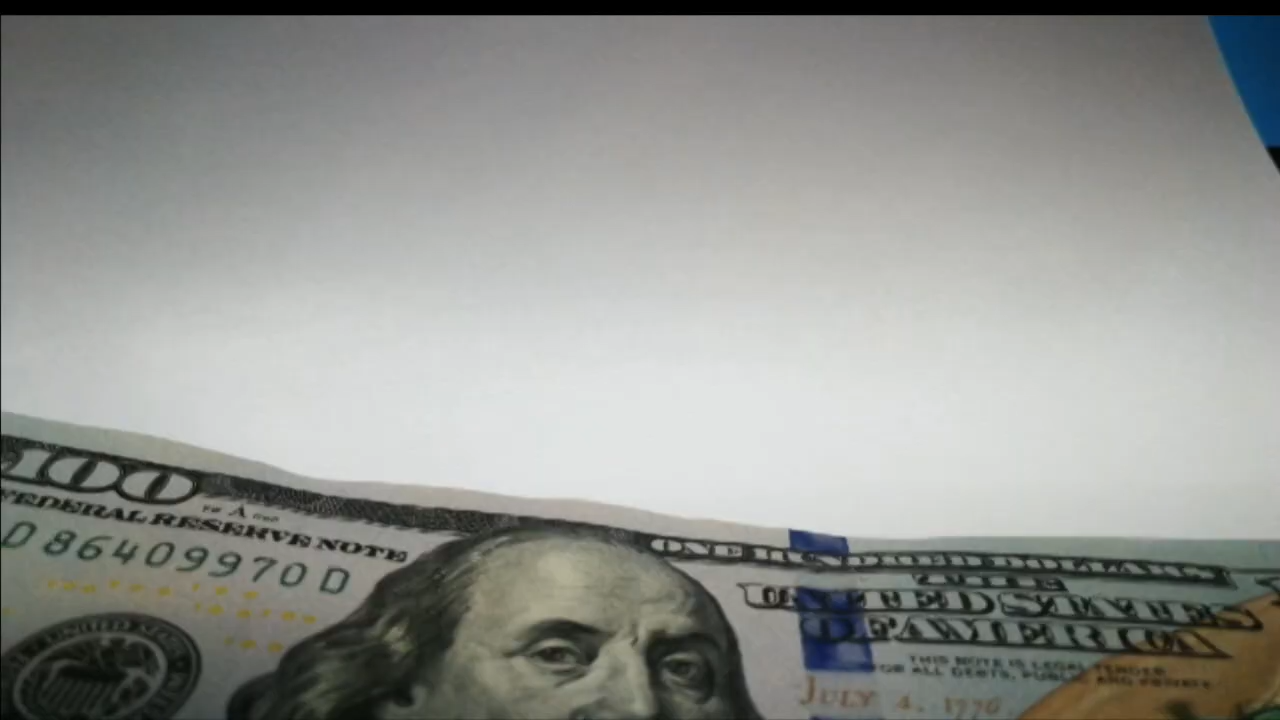 100
FEDERAL RESERVE NOTE
D 86409970 D
ONE HUNDRED DOLLARS
THE
UNITED STATES
OF AMERICA
THIS NOTE IS LEGAL TENDER
FOR ALL DEBTS, PUBLIC AND PRIVATE
JULY 4, 1776